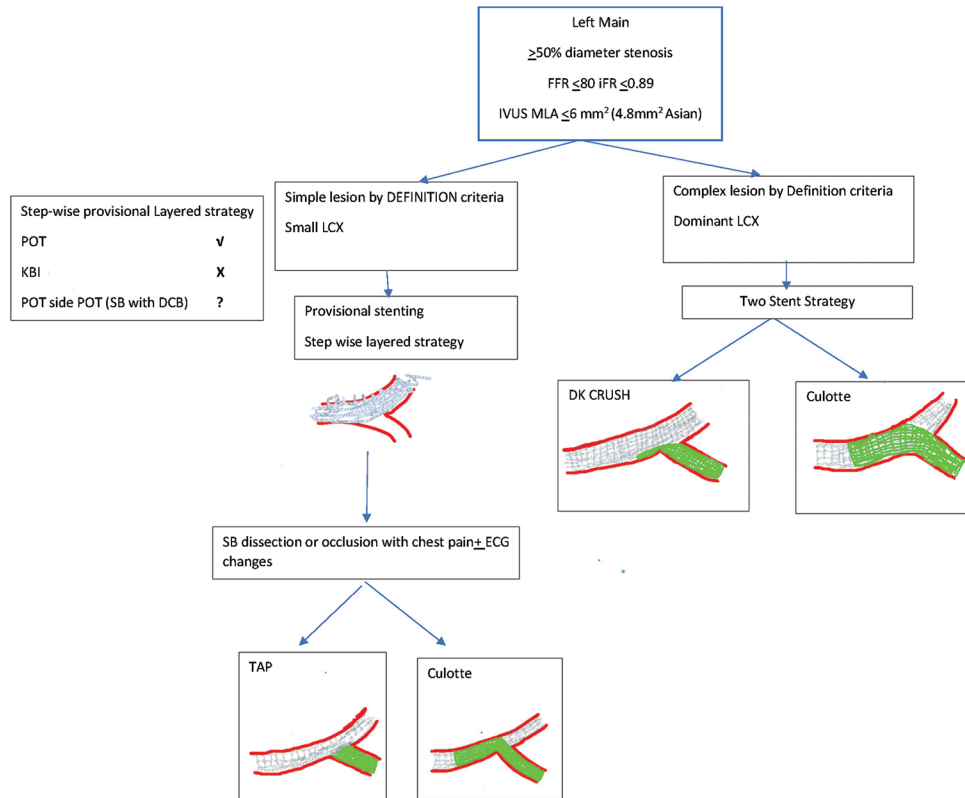 Left Main
≥50% diameter stenosis
FFR ≤80 iFR ≤0.89
IVUS MLA ≤6 mm² (4.8mm² Asian)
Step-wise provisional Layered strategy
POT √
KBI X
POT side POT (SB with DCB) ?
Simple lesion by DEFINITION criteria
Small LCX
Complex lesion by Definition criteria
Dominant LCX
Provisional stenting
Step wise layered strategy
Two Stent Strategy
DK CRUSH
Culotte
SB dissection or occlusion with chest pain± ECG
changes
TAP
Culotte